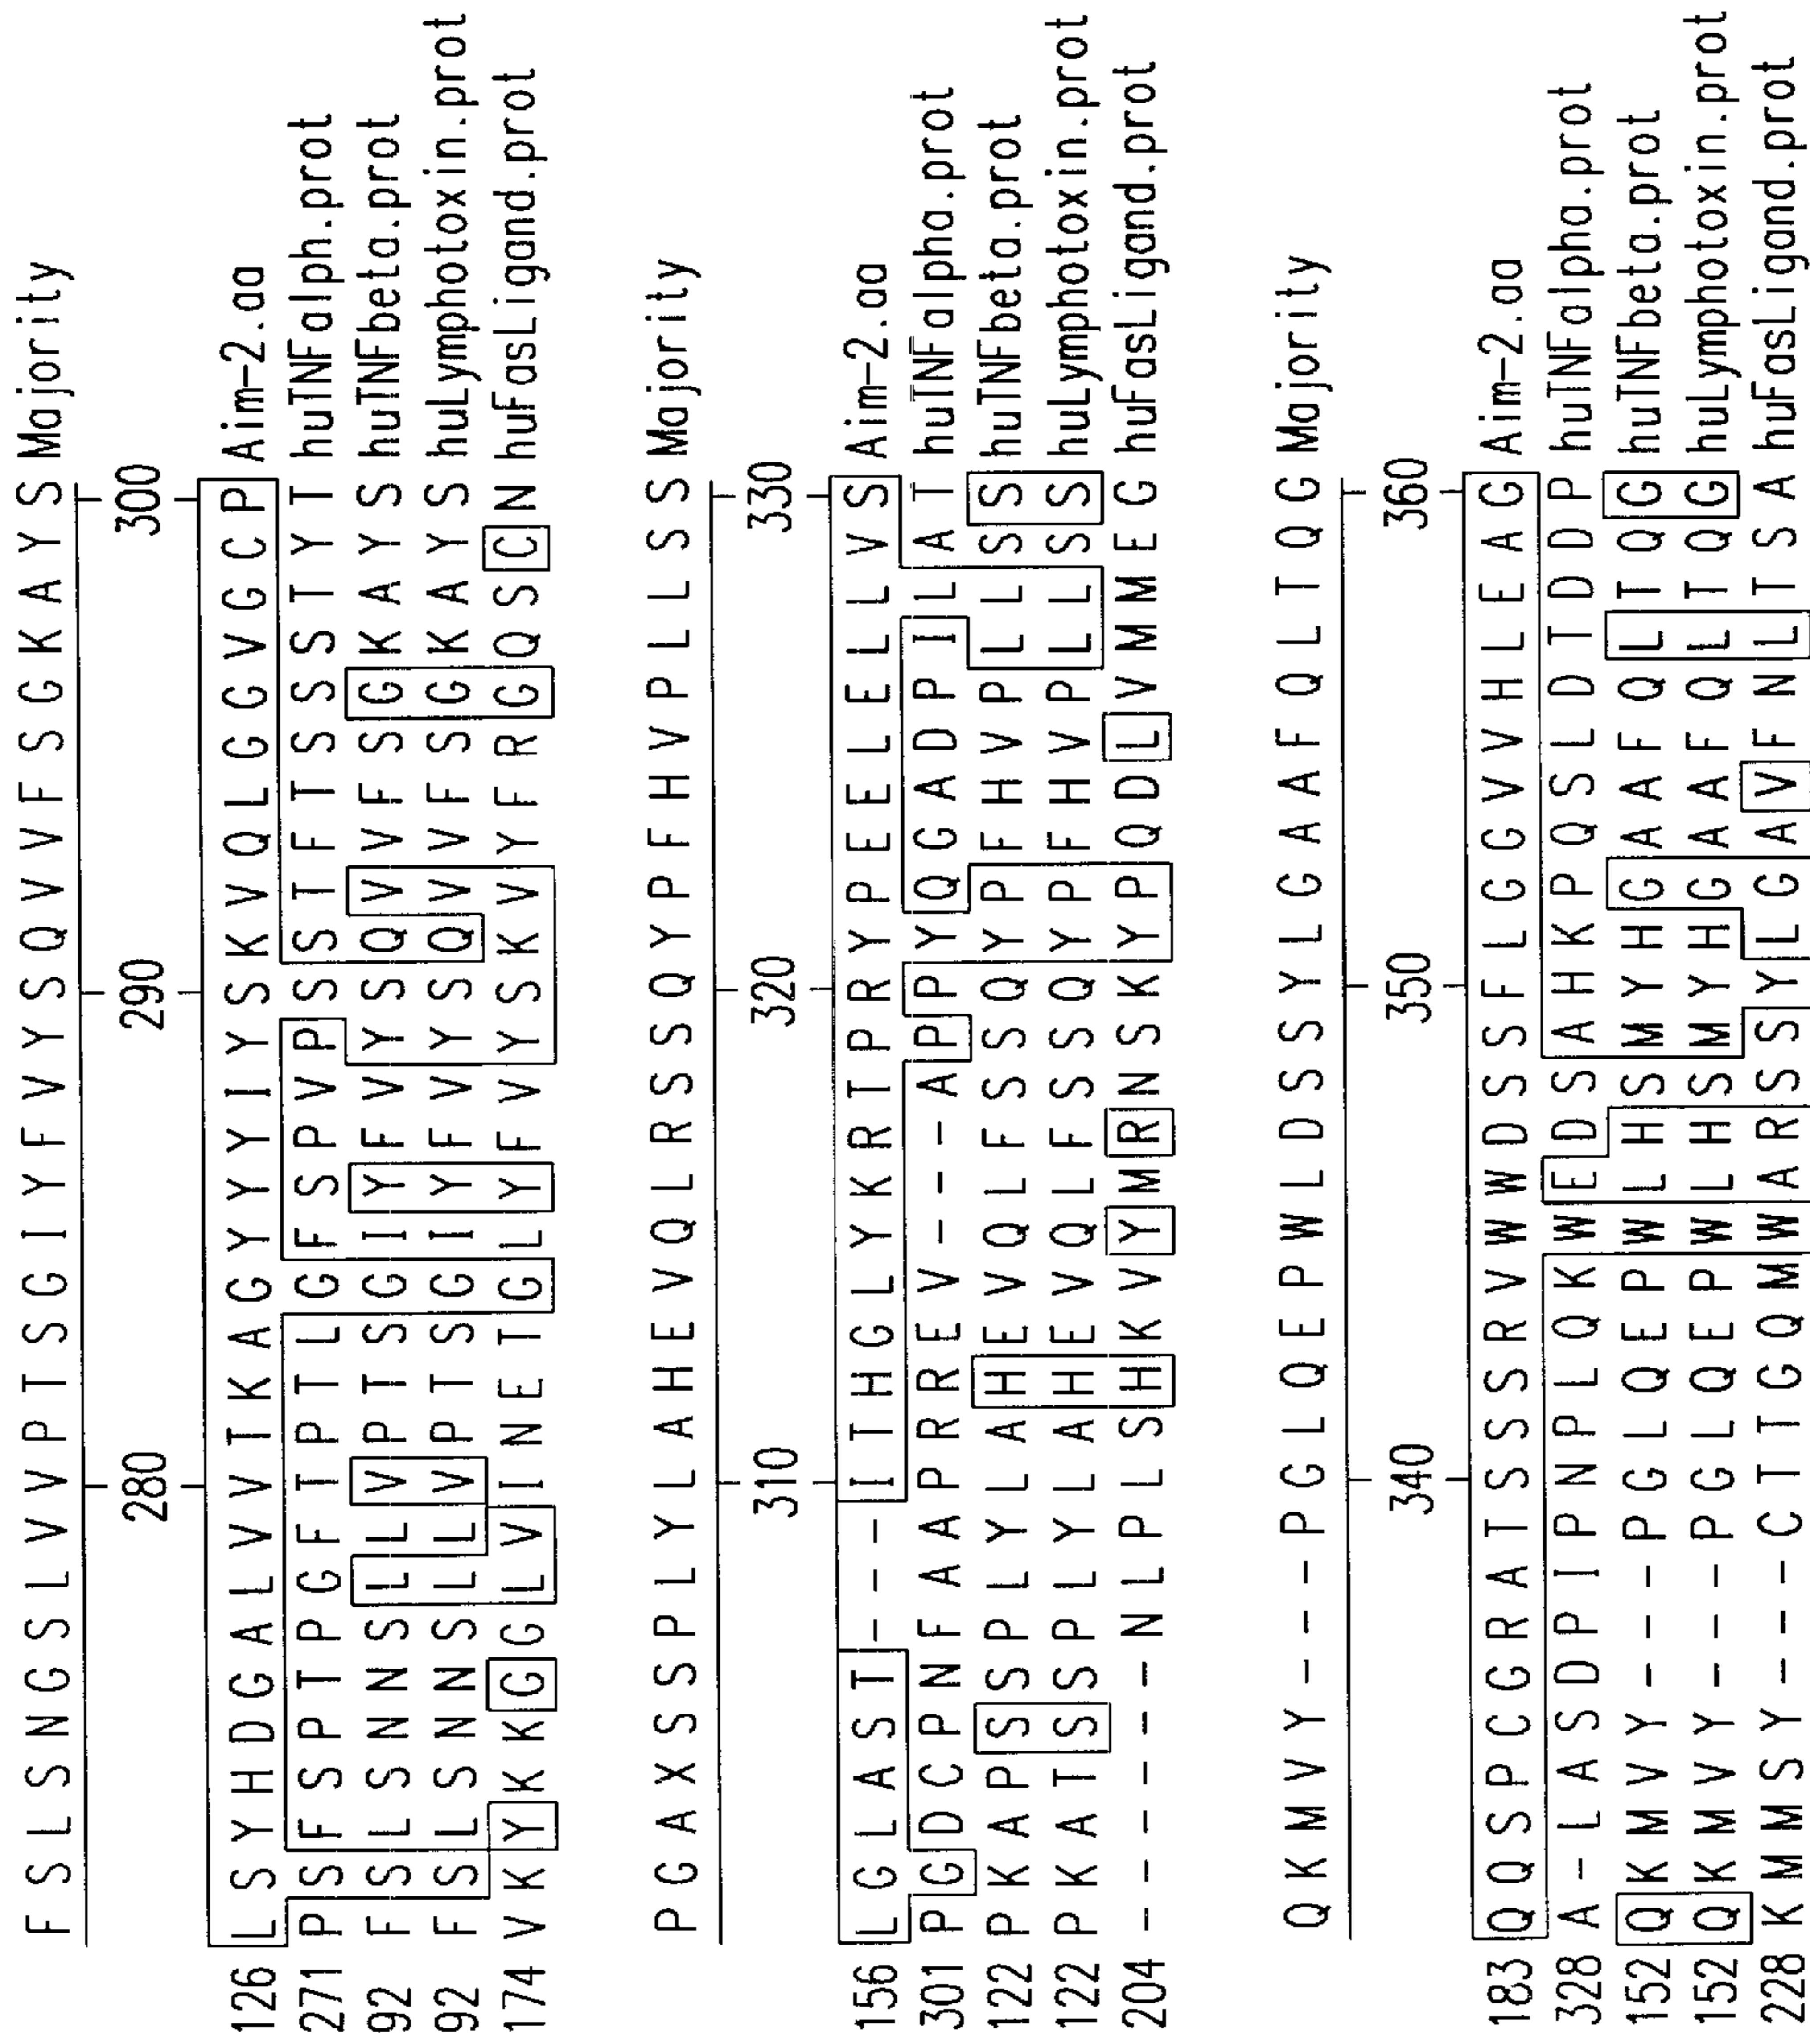 F S L S N G S L V V P T S G I Y F V Y S Q V V F S G K A Y S Majority
280 290 300
126 L S Y H D G A L V V T K A G Y Y Y I Y S K V Q L G G V G C P Aim-2.aa
271 P S F S P T P G F T P T L G F S P V P S S T F T S S S T Y T huTNFalph.prot
92 F S L S N N S L L V P T S G I Y F V Y S Q V V F S G K A Y S huTNFbeta.prot
92 F S L S N N S L L V P T S G I Y F V Y S Q V V F S G K A Y S huLymphotoxin.prot
174 V K Y K K G G L V I N E T G L Y F V Y S K V Y F R G Q S C N huFasLigand.prot
P G A X S S P L Y L A H E V Q L R S S Q Y P F H V P L L S S Majority
310 320 330
156 L G L A S T - - - I T H G L Y K R T P R Y P E E L E L L V S Aim-2.aa
301 P G D C P N F A A P R R E V - - - A P P Y Q G A D P I L A T huTNFalpha.prot
122 P K A P S S P L Y L A H E V Q L F S S Q Y P F H V P L L S S huTNFbeta.prot
122 P K A T S S P L Y L A H E V Q L F S S Q Y P F H V P L L S S huLymphotoxin.prot
204 - - - - - - N L P L S H K V Y M R N S K Y P Q D L V M M E G huFasLigand.prot
Q K M V Y - - - P G L Q E P W L D S S Y L G A A F Q L T Q G Majority
340 350 360
183 Q Q S P C G R A T S S S R V W W D S S F L G G V V H L E A G Aim-2.aa
328 A - L A S D P I P N P L Q K W E D S A H K P Q S L D T D D P huTNFalpha.prot
152 Q K M V Y - - - P G L Q E P W L H S M Y H G A A F Q L T Q G huTNFbeta.prot
152 Q K M V Y - - - P G L Q E P W L H S M Y H G A A F Q L T Q G huLymphotoxin.prot
228 K M M S Y - - - C T T G Q M W A R S S Y L G A V F N L T S A huFasLigand.prot